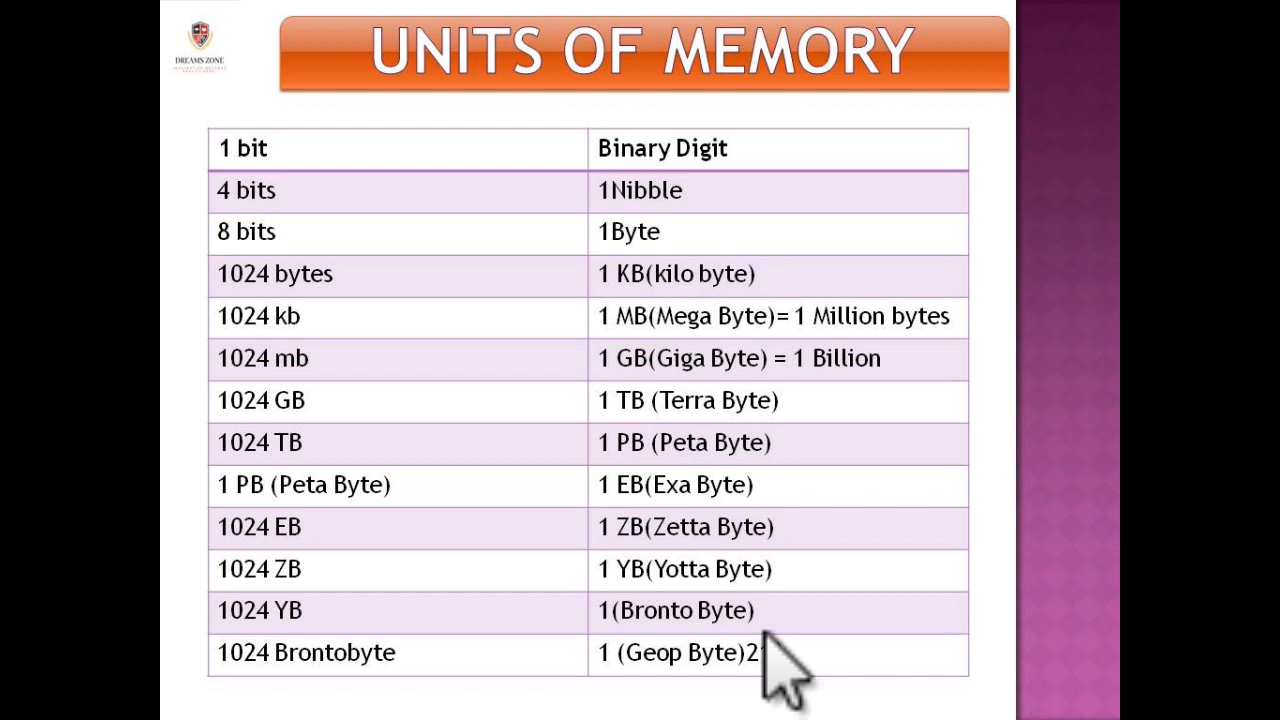 DREAMS ZONE
UNITS OF MEMORY
1 bit Binary Digit
4 bits 1Nibble
8 bits 1Byte
1024 bytes 1 KB(kilo byte)
1024 kb 1 MB(Mega Byte)= 1 Million bytes
1024 mb 1 GB(Giga Byte) = 1 Billion
1024 GB 1 TB (Terra Byte)
1024 TB 1 PB (Peta Byte)
1 PB (Peta Byte) 1 EB(Exa Byte)
1024 EB 1 ZB(Zetta Byte)
1024 ZB 1 YB(Yotta Byte)
1024 YB 1(Bronto Byte)
1024 Brontobyte 1 (Geop Byte)2